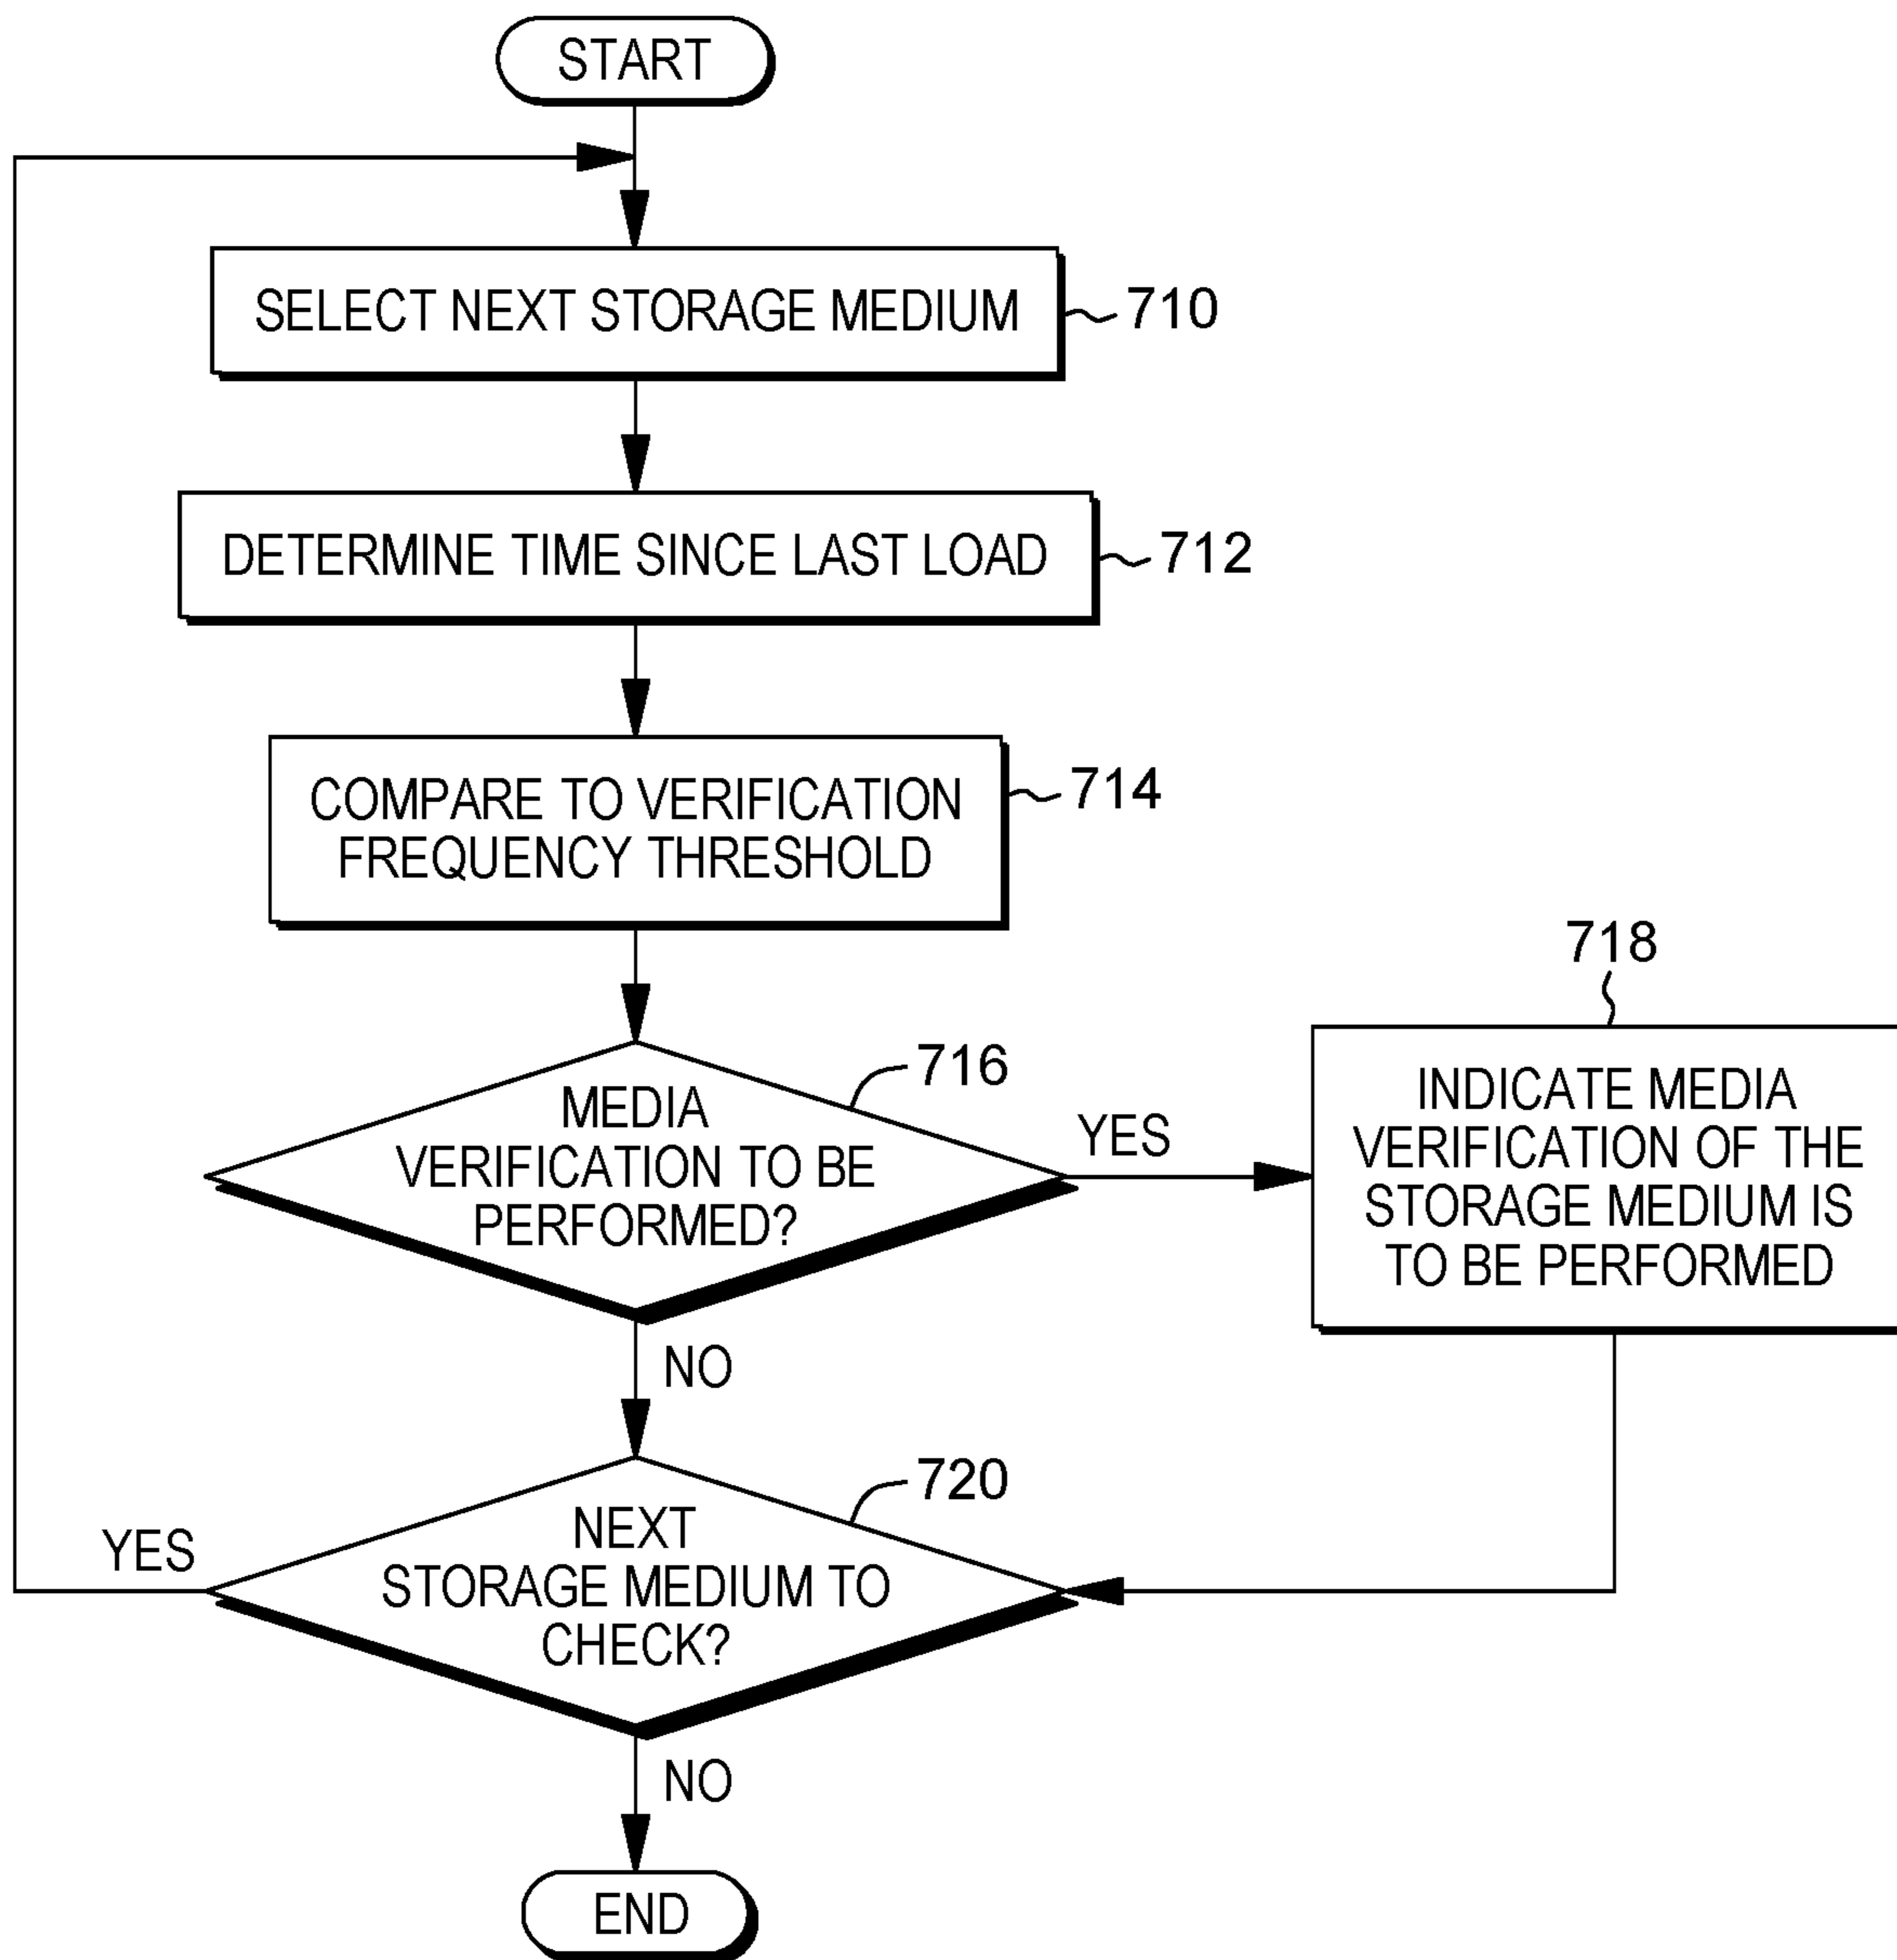 START
SELECT NEXT STORAGE MEDIUM
710
DETERMINE TIME SINCE LAST LOAD
712
COMPARE TO VERIFICATION
FREQUENCY THRESHOLD
714
716
MEDIA
VERIFICATION TO BE
PERFORMED?
YES
718
INDICATE MEDIA
VERIFICATION OF THE
STORAGE MEDIUM IS
TO BE PERFORMED
NO
720
NEXT
STORAGE MEDIUM TO
CHECK?
YES
NO
END